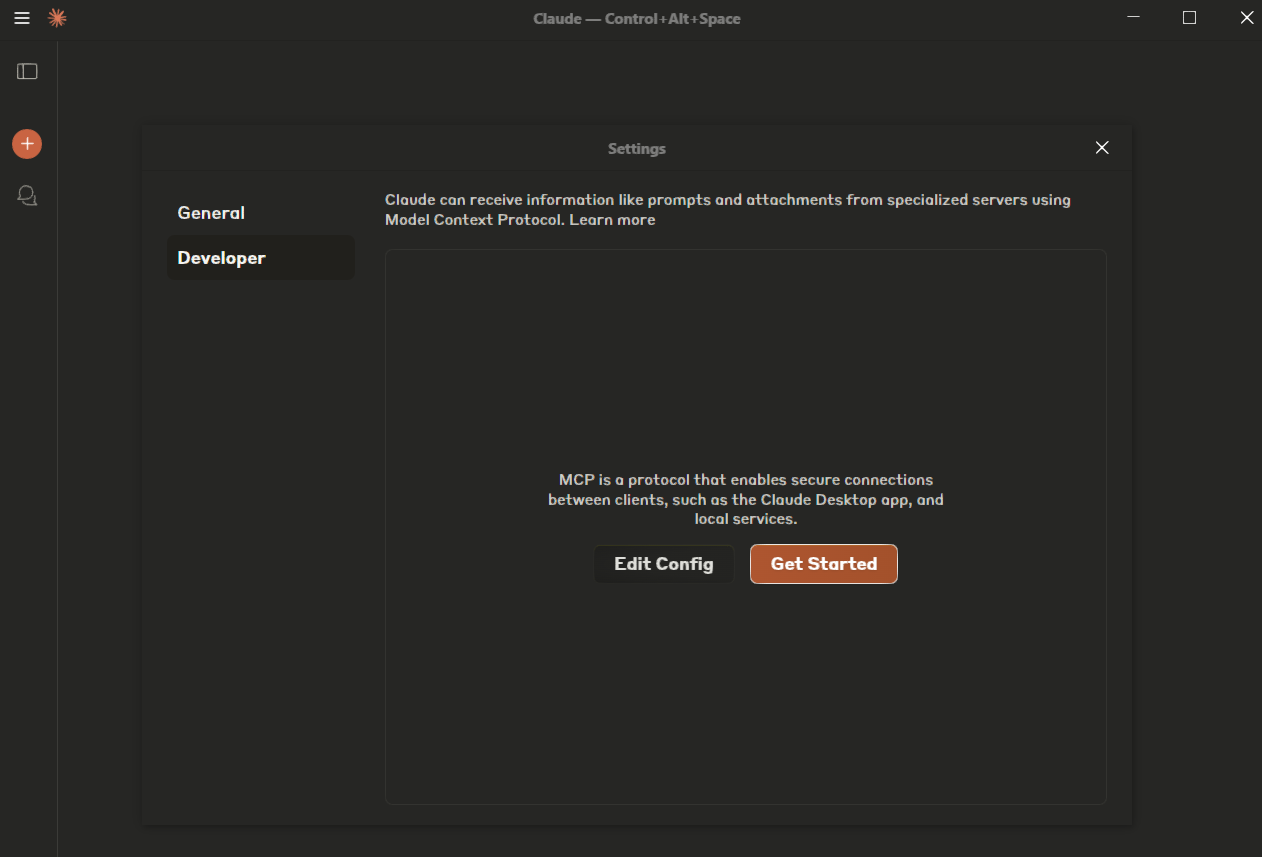 Claude — Control+Alt+Space
Settings
General
Developer
Claude can receive information like prompts and attachments from specialized servers using
Model Context Protocol. Learn more
MCP is a protocol that enables secure connections
between clients, such as the Claude Desktop app, and
local services.
Edit Config
Get Started